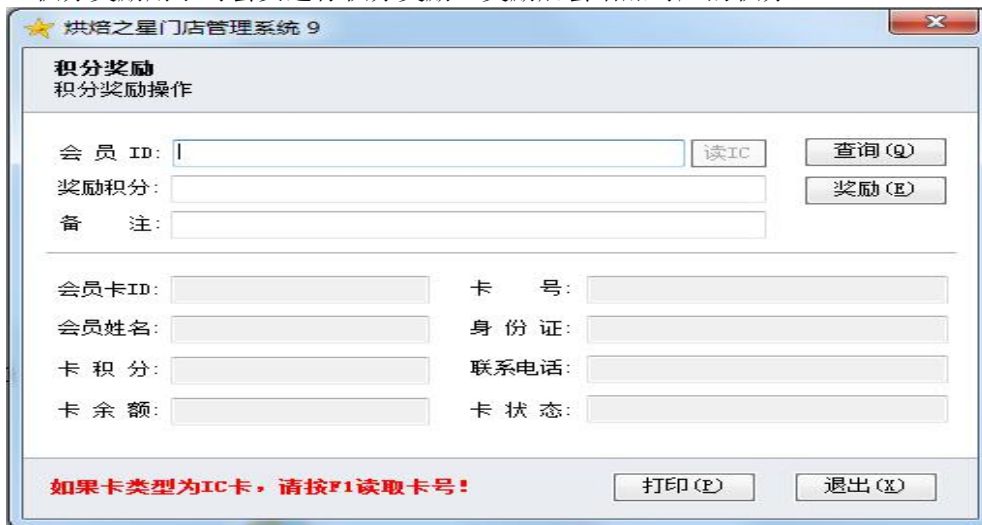 烘焙之星门店管理系统 9
积分奖励
积分奖励操作
会 员 ID: 读IC 查询(Q)
奖励积分: 奖励(E)
备 注:
会员卡ID: 卡 号:
会员姓名: 身 份 证:
卡 积 分: 联系电话:
卡 余 额: 卡 状 态:
如果卡类型为IC卡，请按F1读取卡号! 打印(P) 退出(X)